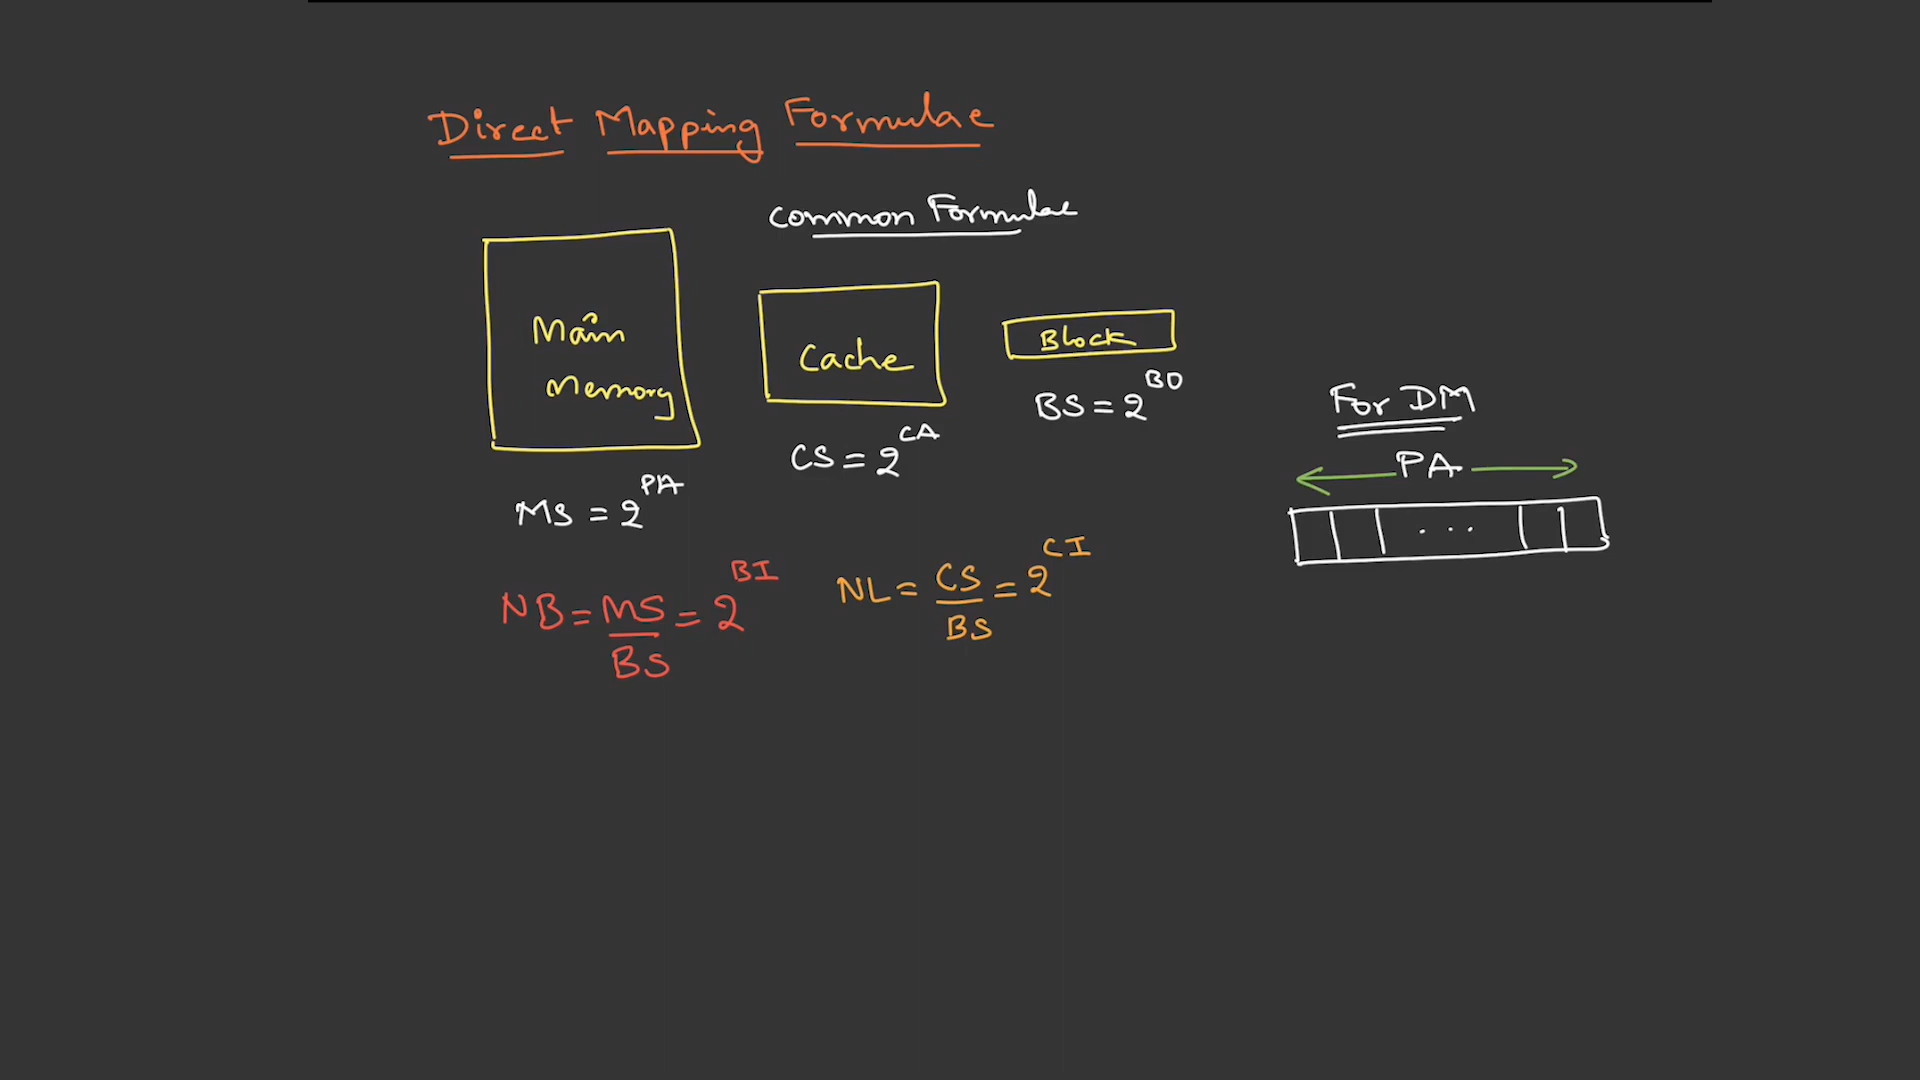 Direct Mapping Formulae
Common Formulae
Main
Memory
Cache
Block
BS = 2^BO
CS = 2^CA
MS = 2^PA
For DM
PA
...
NB = MS/BS = 2^BI
NL = CS/BS = 2^CI